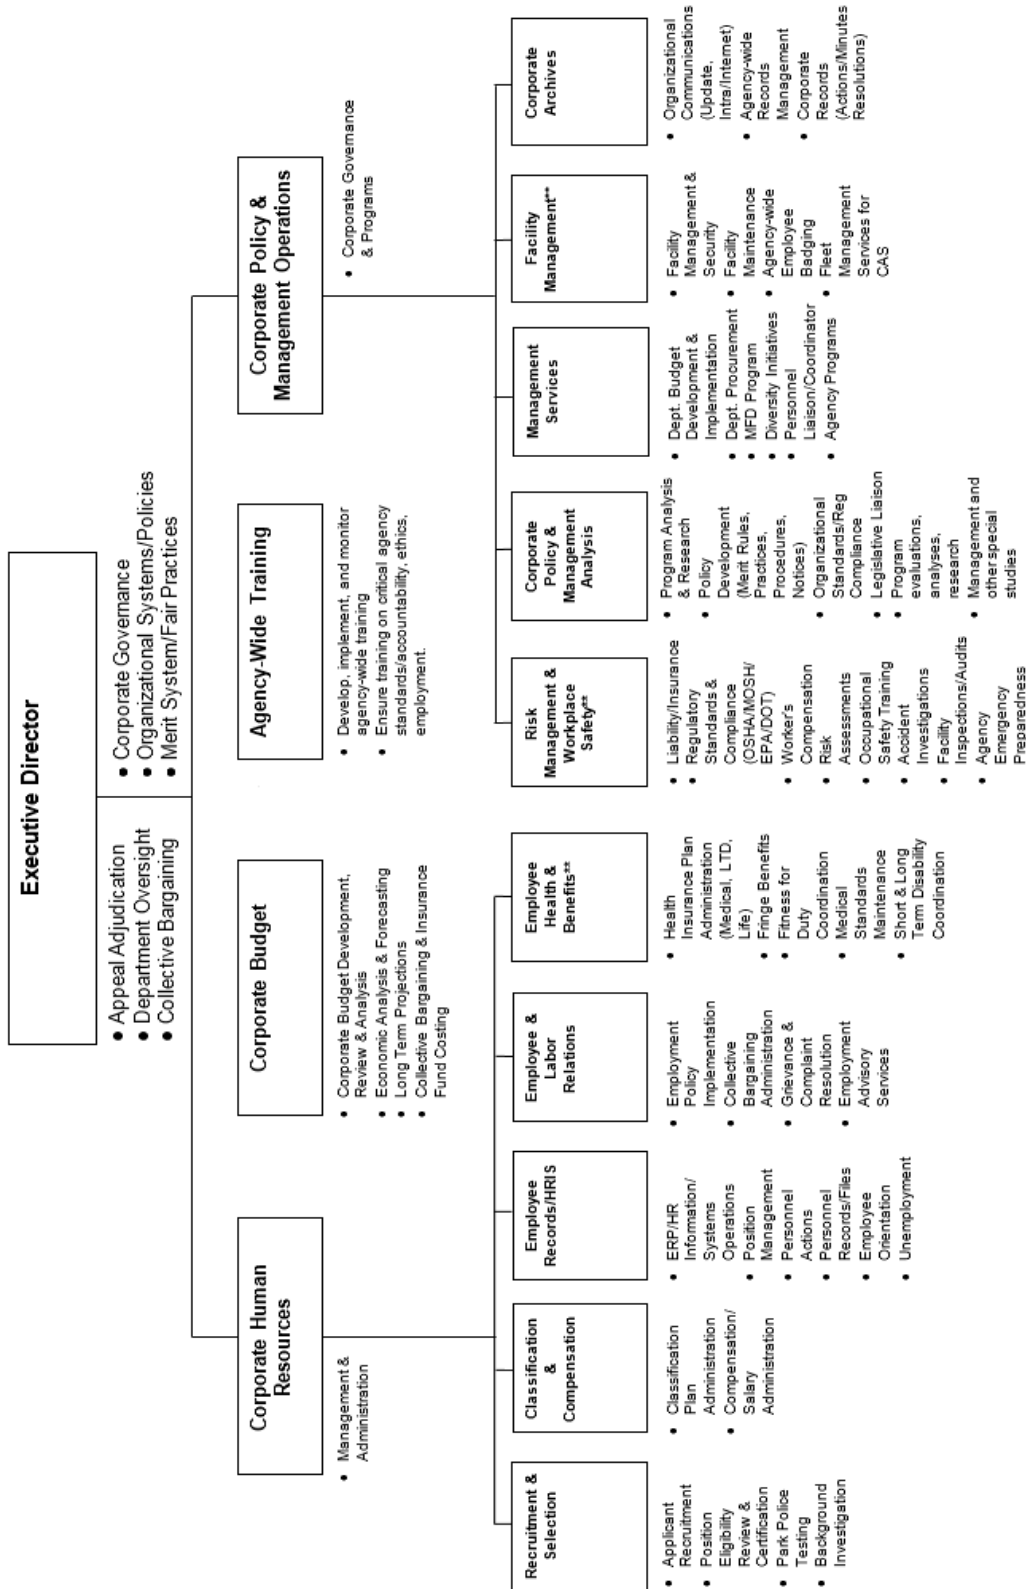 Executive Director
• Appeal Adjudication
• Department Oversight
• Collective Bargaining
• Corporate Governance
• Organizational Systems/Policies
• Merit System/Fair Practices
Corporate Human
Resources
• Management &
Administration
Corporate Budget
• Corporate Budget Development,
Review & Analysis
• Economic Analysis & Forecasting
• Long Term Projections
• Collective Bargaining & Insurance
Fund Costing
Agency-Wide Training
• Develop, implement, and monitor
agency-wide training
• Ensure training on critical agency
standards/accountability, ethics,
employment.
Corporate Policy &
Management Operations
• Corporate Governance
& Programs
Recruitment &
Selection
• Applicant
Recruitment
• Position
Eligibility
Review &
Certification
• Park Police
Testing
• Background
Investigation
Classification
&
Compensation
• Classification
Plan
Administration
• Compensation/
Salary
Administration
Employee
Records/HRIS
• ERP/HR
Information/
Systems
Operations
• Position
Management
• Personnel
Actions
• Personnel
Records/Files
• Employee
Orientation
• Unemployment
Employee &
Labor
Relations
• Employment
Policy
Implementation
• Collective
Bargaining
Administration
• Grievance &
Complaint
Resolution
• Employment
Advisory
Services
Employee
Health &
Benefits**
• Health
Insurance Plan
Administration
(Medical, LTD,
Life)
• Fringe Benefits
• Fitness for
Duty
Coordination
• Medical
Standards
Maintenance
• Short & Long
Term Disability
Coordination
Risk
Management &
Workplace
Safety**
• Liability/Insurance
• Regulatory
Standards &
Compliance
(OSHA/MOSH/
EPA/DOT)
• Worker's
Compensation
• Risk
Assessments
• Occupational
Safety Training
• Accident
Investigations
• Facility
Inspections/Audits
• Agency
Emergency
Preparedness
Corporate
Policy &
Management
Analysis
• Program Analysis
& Research
• Policy
Development
(Merit Rules,
Practices,
Procedures,
Notices)
• Organizational
Standards/Reg
Compliance
• Legislative Liaison
• Program
evaluations,
analyses,
research
• Management and
other special
studies
Management
Services
• Dept. Budget
Development &
Implementation
• Dept. Procurement
• MFD Program
• Diversity Initiatives
• Personnel
Liaison/Coordinator
• Agency Programs
Facility
Management**
• Facility
Management &
Security
• Facility
Maintenance
• Agency-wide
Employee
Badging
• Fleet
Management
Services for
CAS
Corporate
Archives
• Organizational
Communications
(Update,
Intra/Internet)
• Agency-wide
Records
Management
• Corporate
Records
(Actions/Minutes
Resolutions)